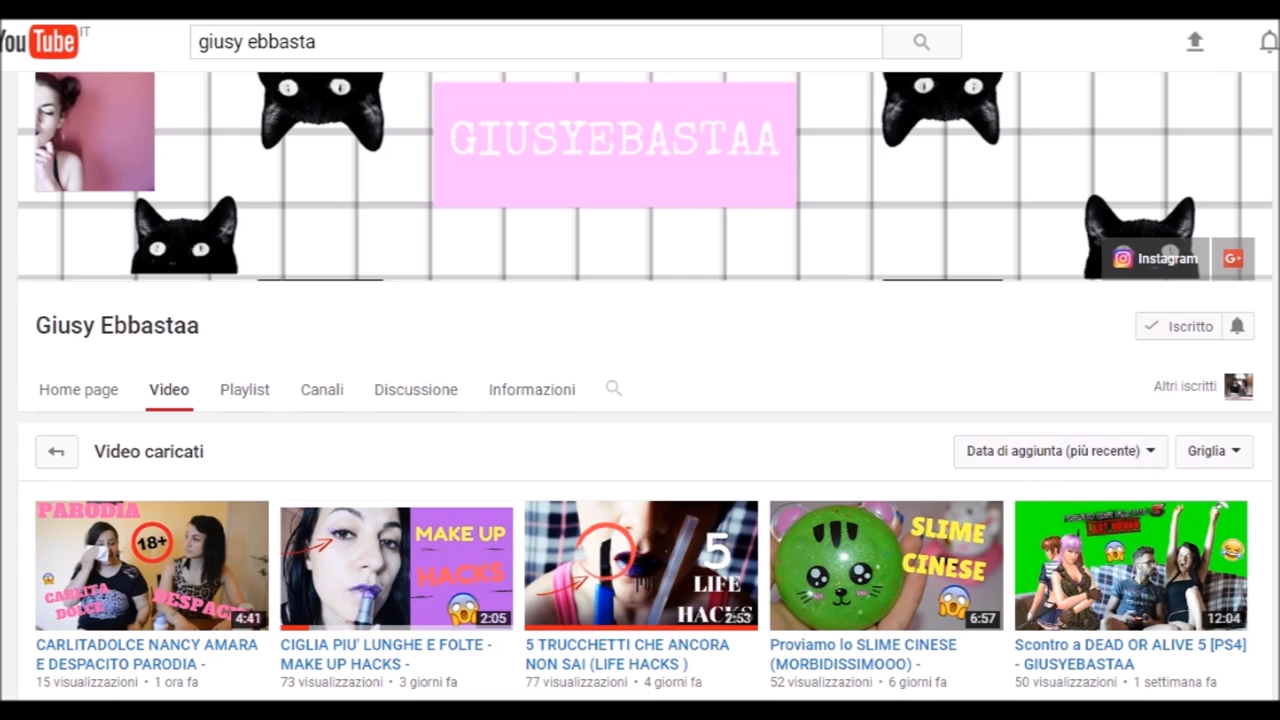 YouTube IT
giusy ebbasta
GIUSYEBASTAA
Instagram
G+
Giusy Ebbastaa
Iscritto
Home page Video Playlist Canali Discussione Informazioni
Altri iscritti
Video caricati
Data di aggiunta (più recente)
Griglia
PARODIA
18+
CARLITA
DOLCE
4:41
CARLITADOLCE NANCY AMARA
E DESPACITO PARODIA -
15 visualizzazioni • 1 ora fa
MAKE UP
HACKS
2:05
CIGLIA PIU' LUNGHE E FOLTE -
MAKE UP HACKS -
73 visualizzazioni • 3 giorni fa
5
LIFE
HACKS
2:53
5 TRUCCHETTI CHE ANCORA
NON SAI (LIFE HACKS )
77 visualizzazioni • 4 giorni fa
SLIME
CINESE
6:57
Proviamo lo SLIME CINESE
(MORBIDISSIMOOO) -
52 visualizzazioni • 6 giorni fa
12:04
Scontro a DEAD OR ALIVE 5 [PS4]
- GIUSYEBASTAA
50 visualizzazioni • 1 settimana fa